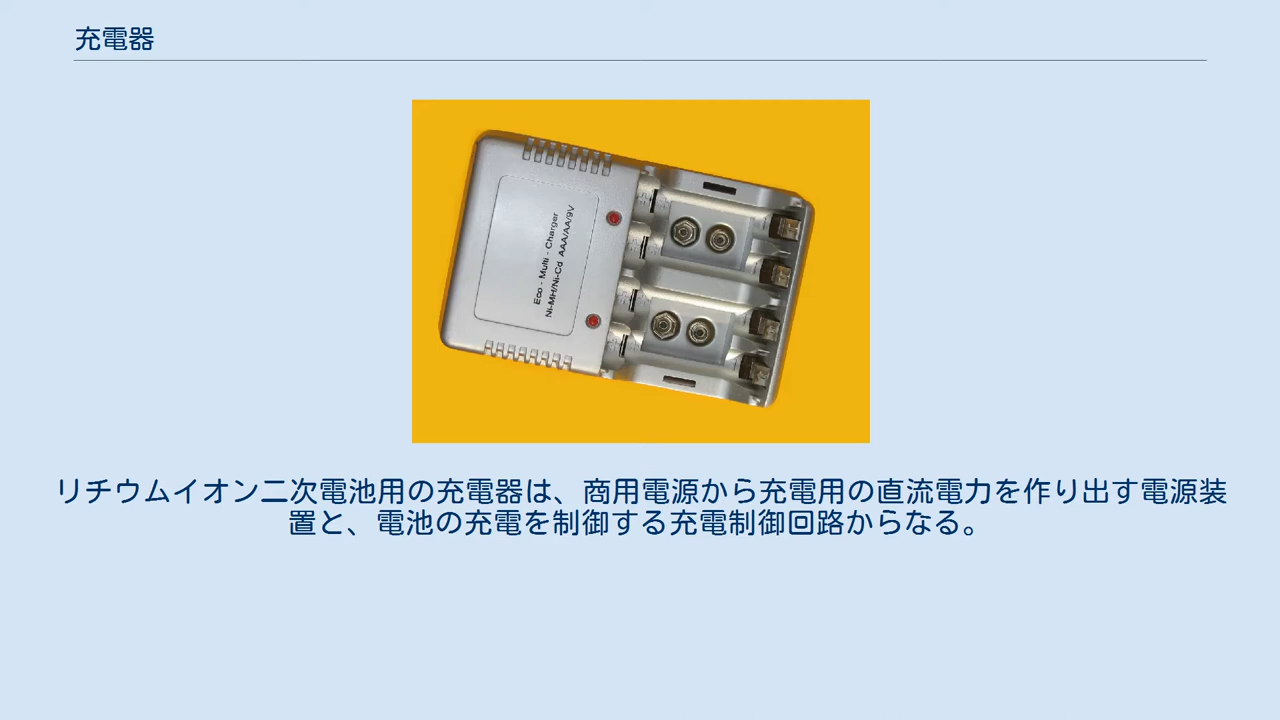 充電器
Eco - Multi - Charger
Ni-MH/Ni-Cd AAA/AA/9V
リチウムイオン二次電池用の充電器は、商用電源から充電用の直流電力を作り出す電源装
置と、電池の充電を制御する充電制御回路からなる。